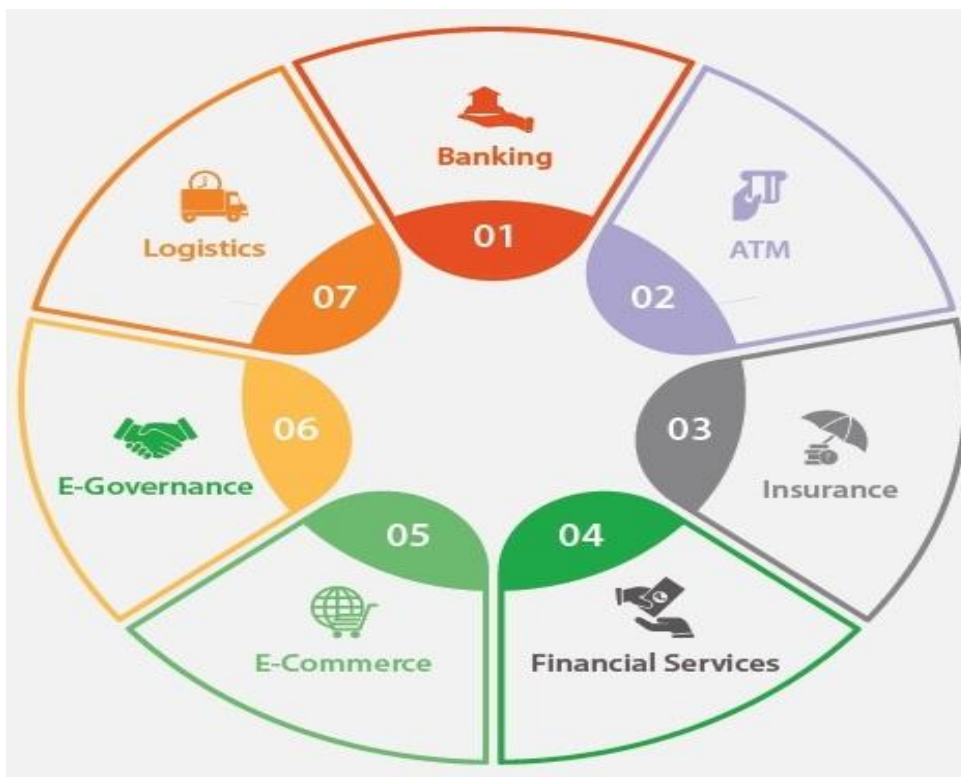 Banking
01
ATM
02
03
Insurance
04
Financial Services
05
E-Commerce
06
E-Governance
Logistics
07